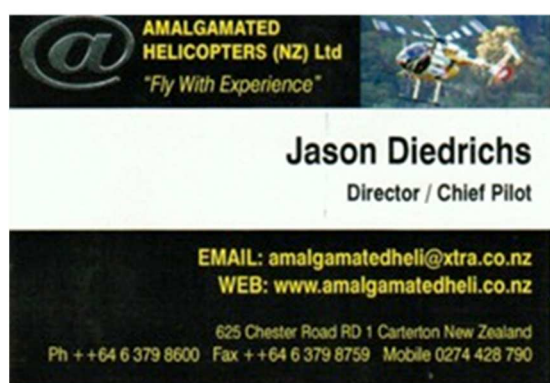 @
AMALGAMATED
HELICOPTERS (NZ) Ltd
"Fly With Experience"
Jason Diedrichs
Director / Chief Pilot
EMAIL: amalgamatedheli@xtra.co.nz
WEB: www.amalgamatedheli.co.nz
625 Chester Road RD 1 Carterton New Zealand
Ph ++64 6 379 8600 Fax ++64 6 379 8759 Mobile 0274 428 790